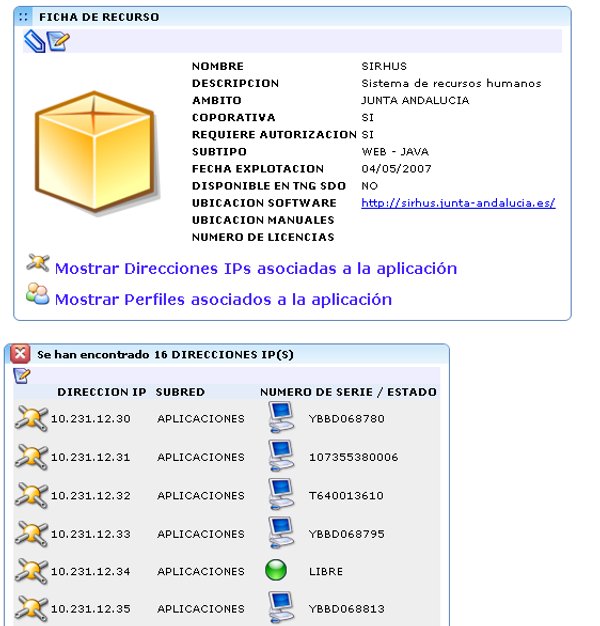 :: FICHA DE RECURSO
NOMBRE SIRHUS
DESCRIPCION Sistema de recursos humanos
AMBITO JUNTA ANDALUCIA
COPORATIVA SI
REQUIERE AUTORIZACION SI
SUBTIPO WEB - JAVA
FECHA EXPLOTACION 04/05/2007
DISPONIBLE EN TNG SDO NO
UBICACION SOFTWARE http://sirhus.junta-andalucia.es/
UBICACION MANUALES
NUMERO DE LICENCIAS
Mostrar Direcciones IPs asociadas a la aplicación
Mostrar Perfiles asociados a la aplicación
Se han encontrado 16 DIRECCIONES IP(S)
DIRECCION IP SUBRED NUMERO DE SERIE / ESTADO
10.231.12.30 APLICACIONES YBBD068780
10.231.12.31 APLICACIONES 107355380006
10.231.12.32 APLICACIONES T640013610
10.231.12.33 APLICACIONES YBBD068795
10.231.12.34 APLICACIONES LIBRE
10.231.12.35 APLICACIONES YBBD068813